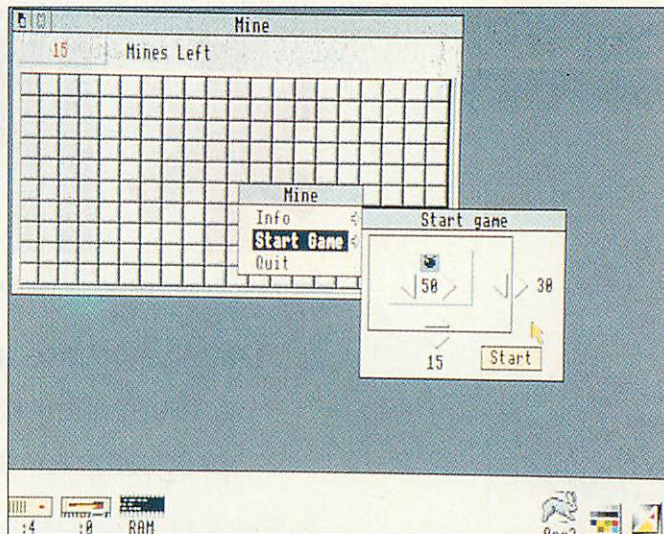 Mine
15 Mines Left
Mine
Info
Start Game
Quit
Start game
50
30
15
Start
:4 :0 RAM